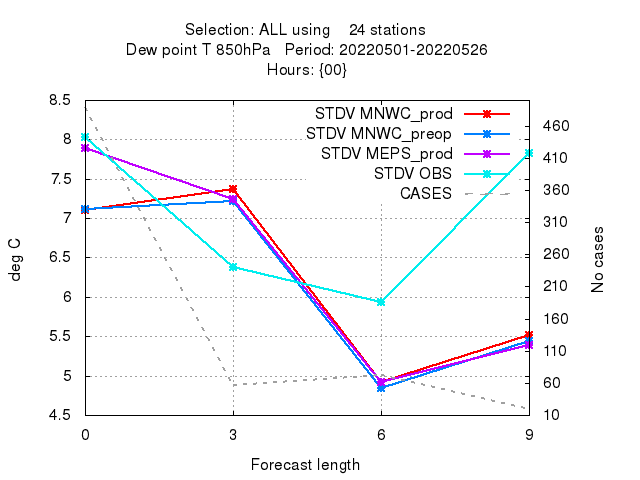 Selection: ALL using    24 stations
Dew point T 850hPa   Period: 20220501-20220526
Hours: {00}
STDV MNWC_prod
STDV MNWC_preop
STDV MEPS_prod
STDV OBS
CASES
8.5
8
7.5
7
6.5
6
5.5
5
4.5
deg C
460
410
360
310
260
210
160
110
60
10
No cases
0 3 6 9
Forecast length